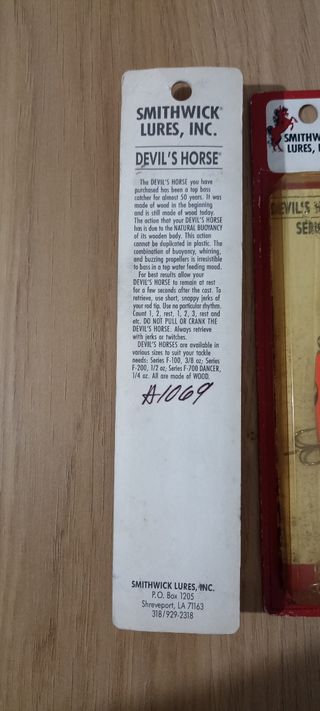 SMITHWICK®
LURES, INC.
DEVIL'S HORSE®
The DEVIL'S HORSE you have
purchased has been a top bass
catcher for almost 50 years. It was
made of wood in the beginning
and is still made of wood today.
The action that your DEVIL'S HORSE
has is due to the NATURAL BUOYANCY
of its wooden body. This action
cannot be duplicated in plastic. The
combination of buoyancy, whirring,
and buzzing propellers is irresistible
to bass in a top water feeding mood.
For best results allow your
DEVIL'S HORSE to remain at rest
for a few seconds after the cast. To
retrieve, use short, snappy jerks of
your rod tip. Use no particular rhythm.
Count 1, 2, rest, 1, 2, 3, rest and
etc. DO NOT PULL OR CRANK THE
DEVIL'S HORSE. Always retrieve
with jerks or twitches.
DEVIL'S HORSES are available in
various sizes to suit your tackle
needs: Series F-100, 3/8 oz; Series
F-200, 1/2 oz; Series F-700 DANCER,
1/4 oz. All are made of WOOD.
A1069
SMITHWICK LURES, INC.
P.O. Box 1205
Shreveport, LA 71163
318/929-2318
SMITHW
LURES, I
DEVIL'S H
SERI